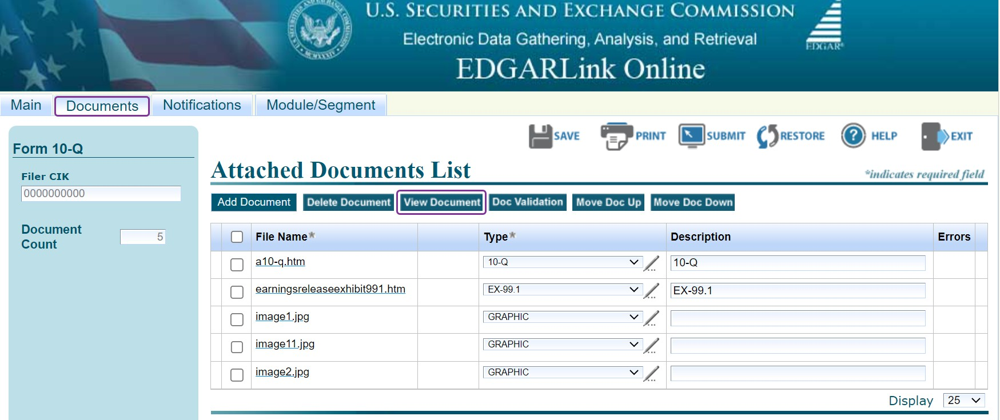 U.S. SECURITIES AND EXCHANGE COMMISSION
Electronic Data Gathering, Analysis, and Retrieval
EDGARLink Online
EDGAR®
MCMXXXIV
Main Documents Notifications Module/Segment
SAVE PRINT SUBMIT RESTORE ? HELP EXIT
Form 10-Q
Filer CIK
0000000000
Document Count 5
Attached Documents List
*indicates required field
Add Document Delete Document View Document Doc Validation Move Doc Up Move Doc Down
File Name* Type* Description Errors
a10-q.htm 10-Q 10-Q
earningsreleaseexhibit991.htm EX-99.1 EX-99.1
image1.jpg GRAPHIC
image11.jpg GRAPHIC
image2.jpg GRAPHIC
Display 25